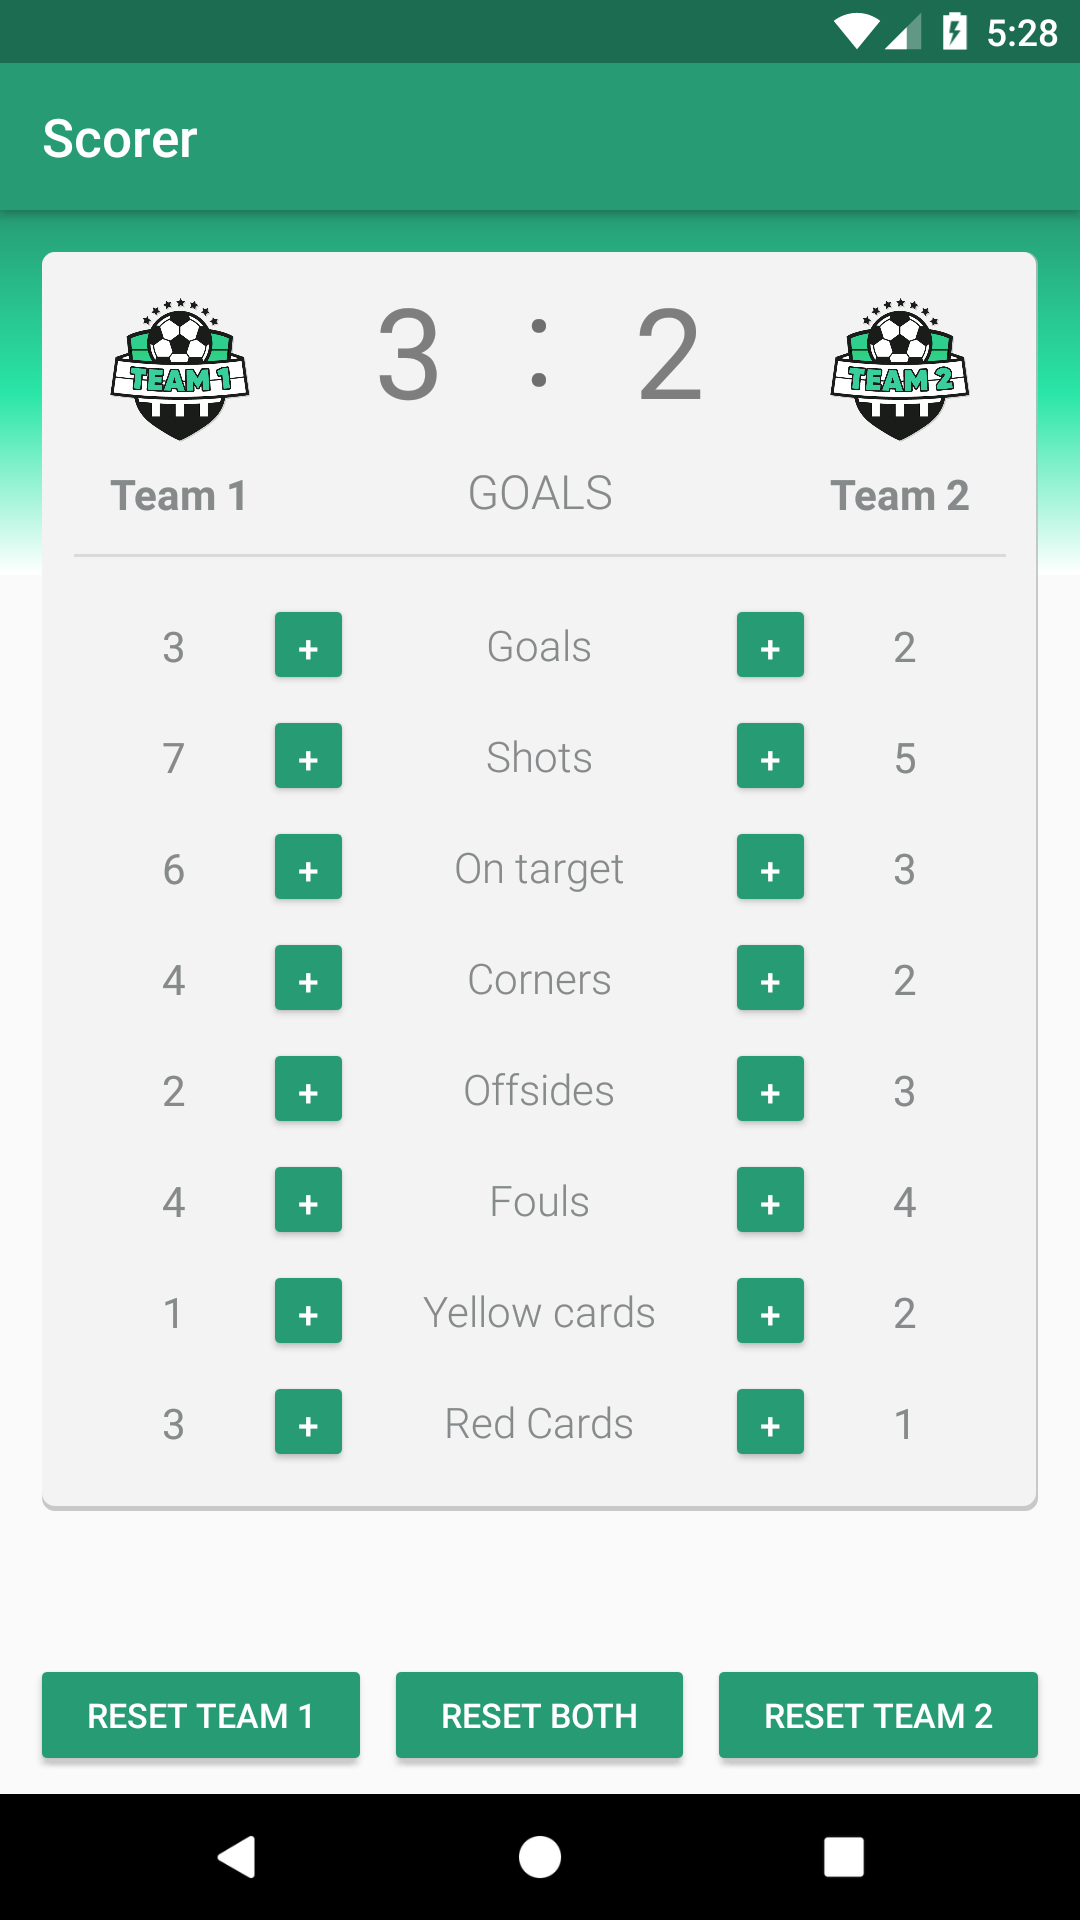 5:28
Scorer
TEAM 1
3 : 2
TEAM 2
Team 1 GOALS Team 2
3 + Goals + 2
7 + Shots + 5
6 + On target + 3
4 + Corners + 2
2 + Offsides + 3
4 + Fouls + 4
1 + Yellow cards + 2
3 + Red Cards + 1
RESET TEAM 1 RESET BOTH RESET TEAM 2